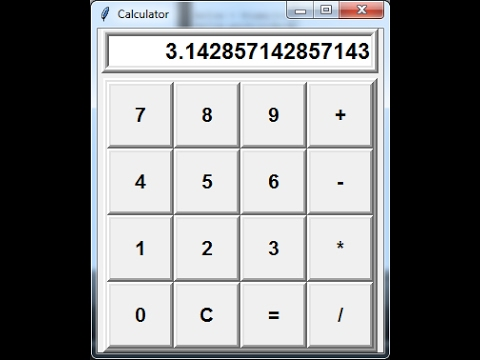 Calculator
3.142857142857143
7 8 9 +
4 5 6 -
1 2 3 *
0 C = /